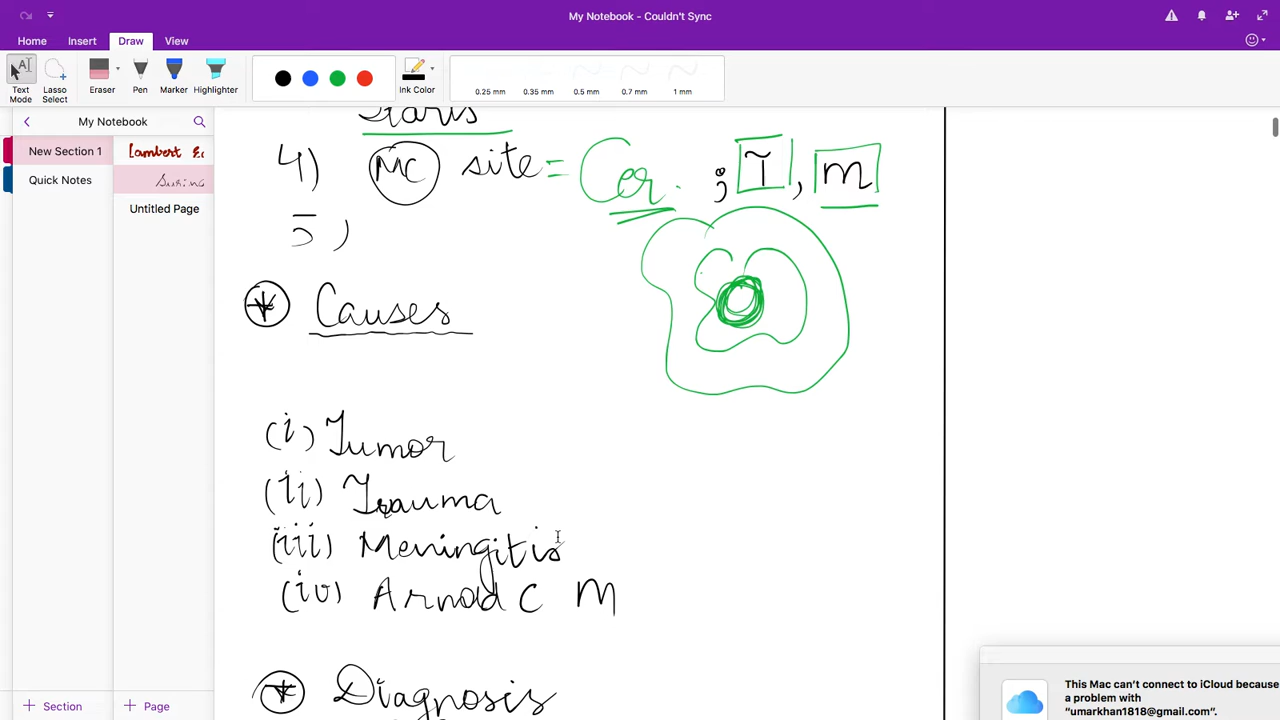 My Notebook - Couldn't Sync
Home Insert Draw View
Text Mode
Lasso Select
Eraser
Pen
Marker
Highlighter
Ink Color
0.25 mm 0.35 mm 0.5 mm 0.7 mm 1 mm
My Notebook
New Section 1
Quick Notes
Lambert
Untitled Page
4) MC site = Cer. ; T, m
5)
* Causes
(i) Tumor
(ii) Trauma
(iii) Meningitis
(iv) Arnold C M
* Diagnosis
+ Section + Page
This Mac can't connect to iCloud because
a problem with
"umarkhan1818@gmail.com".